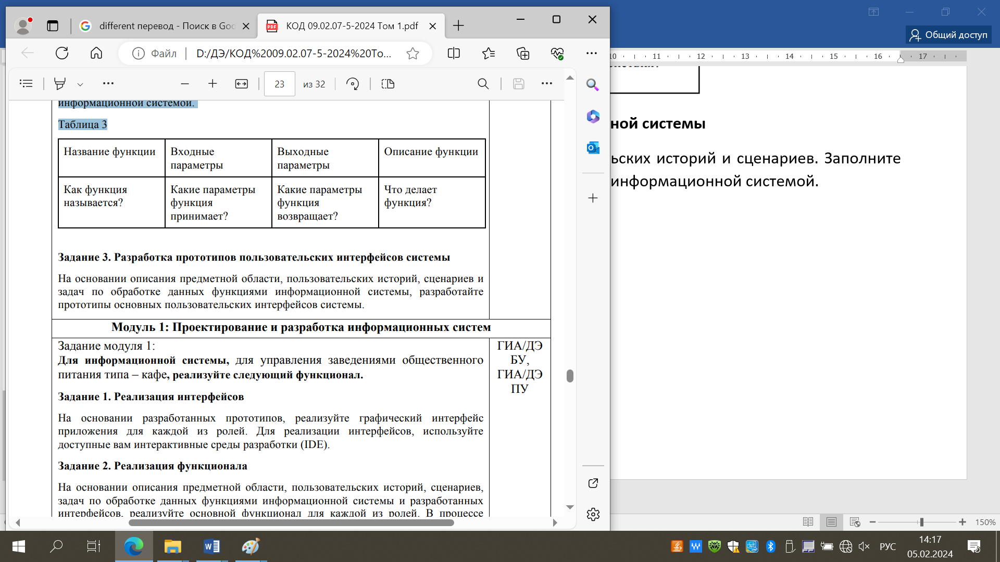 different перевод - Поиск в Goo
КОД 09.02.07-5-2024 Том 1.pdf
Файл
D:/ДЭ/КОД%2009.02.07-5-2024%20То...
23
из 32
информационной системой.
Таблица 3
Название функции
Входные параметры
Выходные параметры
Описание функции
Как функция называется?
Какие параметры функция принимает?
Какие параметры функция возвращает?
Что делает функция?
Задание 3. Разработка прототипов пользовательских интерфейсов системы
На основании описания предметной области, пользовательских историй, сценариев и
задач по обработке данных функциями информационной системы, разработайте
прототипы основных пользовательских интерфейсов системы.
Модуль 1: Проектирование и разработка информационных систем
Задание модуля 1:
Для информационной системы, для управления заведениями общественного
питания типа – кафе, реализуйте следующий функционал.
ГИА/ДЭ
БУ,
ГИА/ДЭ
ПУ
Задание 1. Реализация интерфейсов
На основании разработанных прототипов, реализуйте графический интерфейс
приложения для каждой из ролей. Для реализации интерфейсов, используйте
доступные вам интерактивные среды разработки (IDE).
Задание 2. Реализация функционала
На основании описания предметной области, пользовательских историй, сценариев,
задач по обработке данных функциями информационной системы и разработанных
интерфейсов, реализуйте основной функционал для каждой из ролей. В процессе
Общий доступ
10 11 12 13 14 15 16 17
ной системы
ьских историй и сценариев. Заполните
информационной системой.
150%
РУС
14:17
05.02.2024